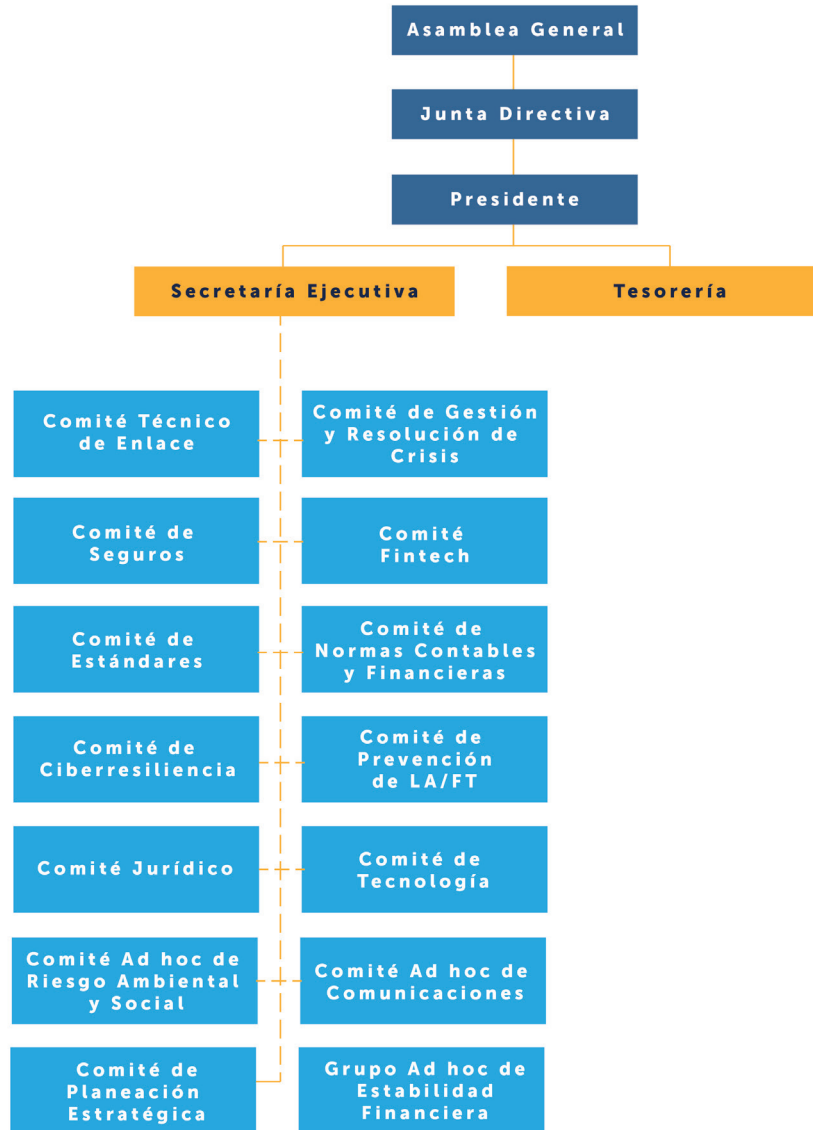 Asamblea General
Junta Directiva
Presidente
Secretaría Ejecutiva
Tesorería
Comité Técnico
de Enlace
Comité de Gestión
y Resolución de
Crisis
Comité de
Seguros
Comité
Fintech
Comité de
Estándares
Comité de
Normas Contables
y Financieras
Comité de
Ciberresiliencia
Comité de
Prevención
de LA/FT
Comité Jurídico
Comité de
Tecnología
Comité Ad hoc de
Riesgo Ambiental
y Social
Comité Ad hoc de
Comunicaciones
Comité de
Planeación
Estratégica
Grupo Ad hoc de
Estabilidad
Financiera